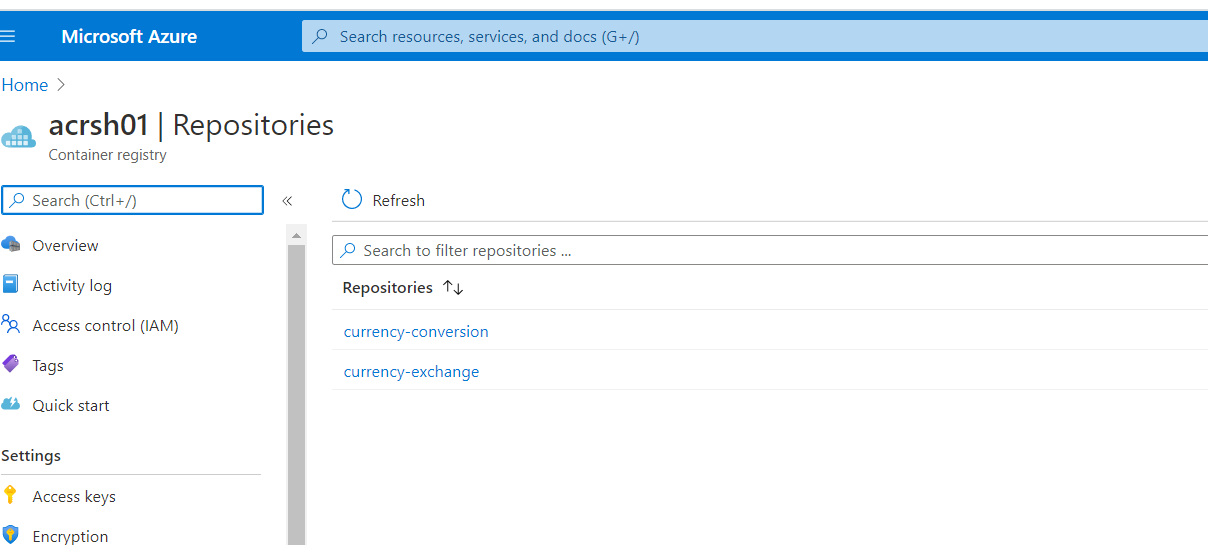 Microsoft Azure
Search resources, services, and docs (G+/)
Home
acrsh01 | Repositories
Container registry
Search (Ctrl+/)
Overview
Activity log
Access control (IAM)
Tags
Quick start
Settings
Access keys
Encryption
Refresh
Search to filter repositories ...
Repositories
currency-conversion
currency-exchange